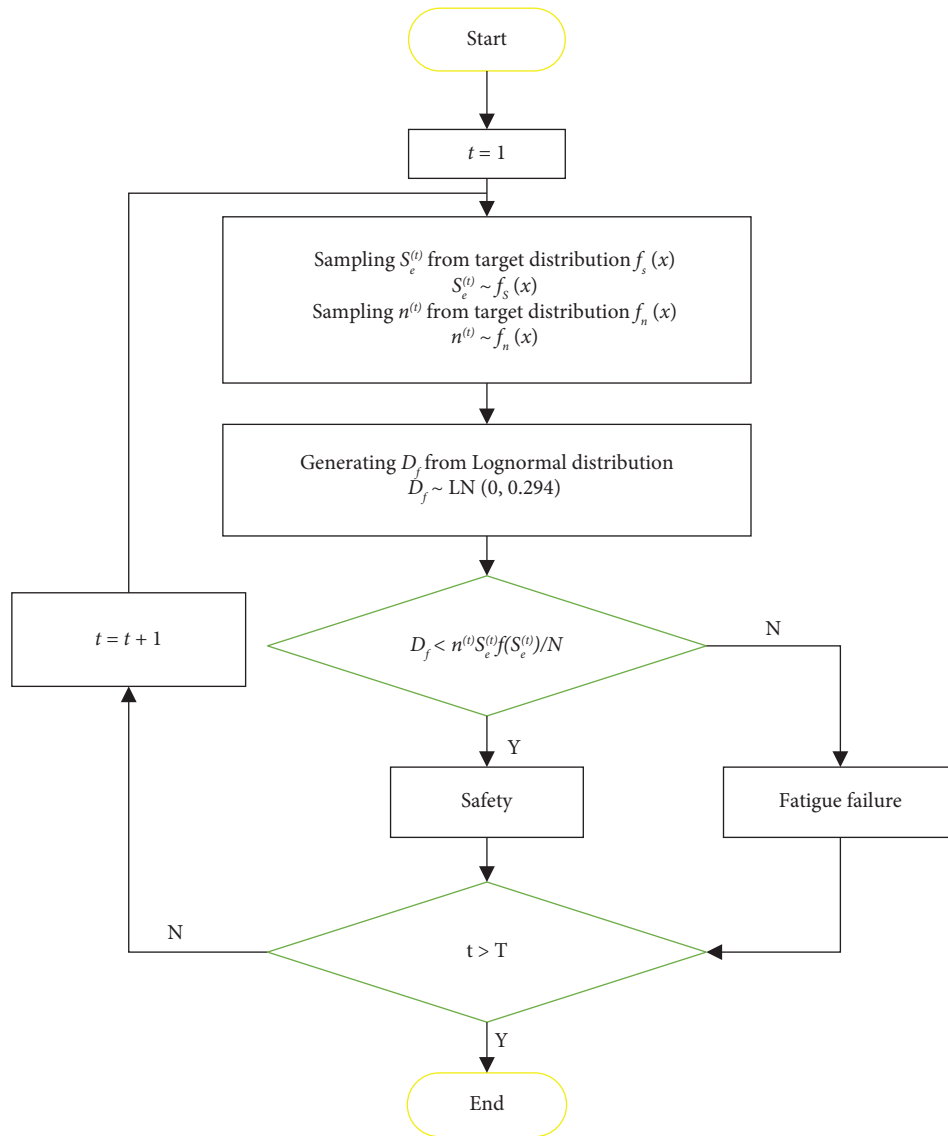 Start
t = 1
Sampling S_e^(t) from target distribution f_s (x)
S_e^(t) ~ f_S (x)
Sampling n^(t) from target distribution f_n (x)
n^(t) ~ f_n (x)
Generating D_f from Lognormal distribution
D_f ~ LN (0, 0.294)
t = t + 1
D_f < n^(t)S_e^(t)f(S_e^(t))/N
N
Y
Safety
Fatigue failure
N
t > T
Y
End